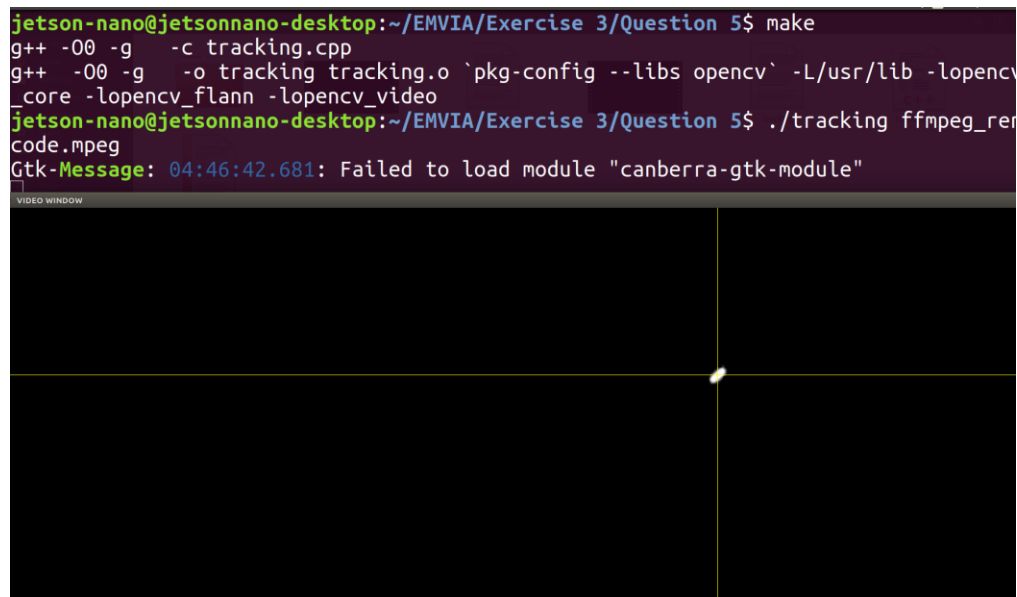 jetson-nano@jetsonnano-desktop:~/EMVIA/Exercise 3/Question 5$ make
g++ -O0 -g   -c tracking.cpp
g++  -O0 -g   -o tracking tracking.o `pkg-config --libs opencv` -L/usr/lib -lopencv
_core -lopencv_flann -lopencv_video
jetson-nano@jetsonnano-desktop:~/EMVIA/Exercise 3/Question 5$ ./tracking ffmpeg_ren
code.mpeg
Gtk-Message: 04:46:42.681: Failed to load module "canberra-gtk-module"
VIDEO WINDOW